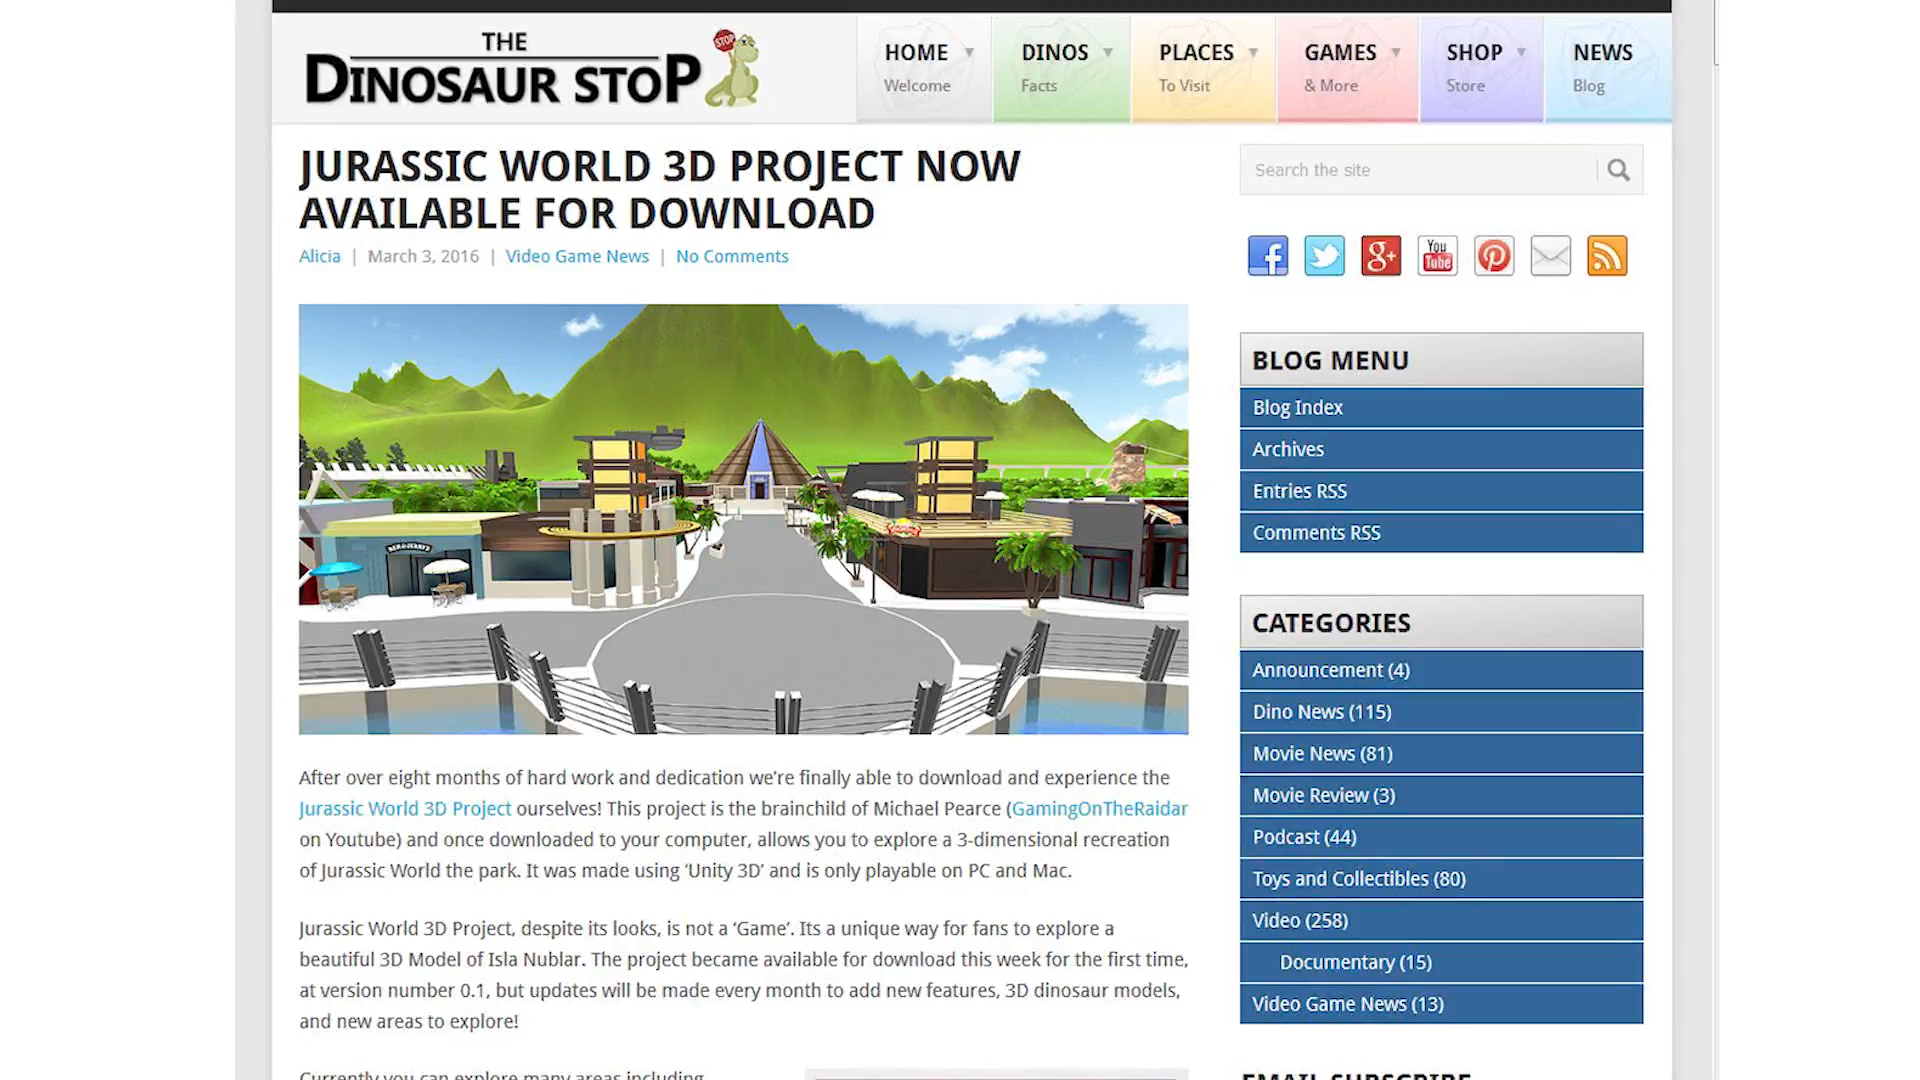 THE
DINOSAUR STOP
STOP
HOME
Welcome
DINOS
Facts
PLACES
To Visit
GAMES
& More
SHOP
Store
NEWS
Blog
JURASSIC WORLD 3D PROJECT NOW
AVAILABLE FOR DOWNLOAD
Alicia | March 3, 2016 | Video Game News | No Comments
BEN & JERRY'S
After over eight months of hard work and dedication we’re finally able to download and experience the
Jurassic World 3D Project ourselves! This project is the brainchild of Michael Pearce (GamingOnTheRaidar
on Youtube) and once downloaded to your computer, allows you to explore a 3-dimensional recreation
of Jurassic World the park. It was made using ‘Unity 3D’ and is only playable on PC and Mac.
Jurassic World 3D Project, despite its looks, is not a ‘Game’. Its a unique way for fans to explore a
beautiful 3D Model of Isla Nublar. The project became available for download this week for the first time,
at version number 0.1, but updates will be made every month to add new features, 3D dinosaur models,
and new areas to explore!
Currently you can explore many areas including
Search the site
g+
You
Tube
BLOG MENU
Blog Index
Archives
Entries RSS
Comments RSS
CATEGORIES
Announcement (4)
Dino News (115)
Movie News (81)
Movie Review (3)
Podcast (44)
Toys and Collectibles (80)
Video (258)
Documentary (15)
Video Game News (13)
EMAIL SUBSCRIBE